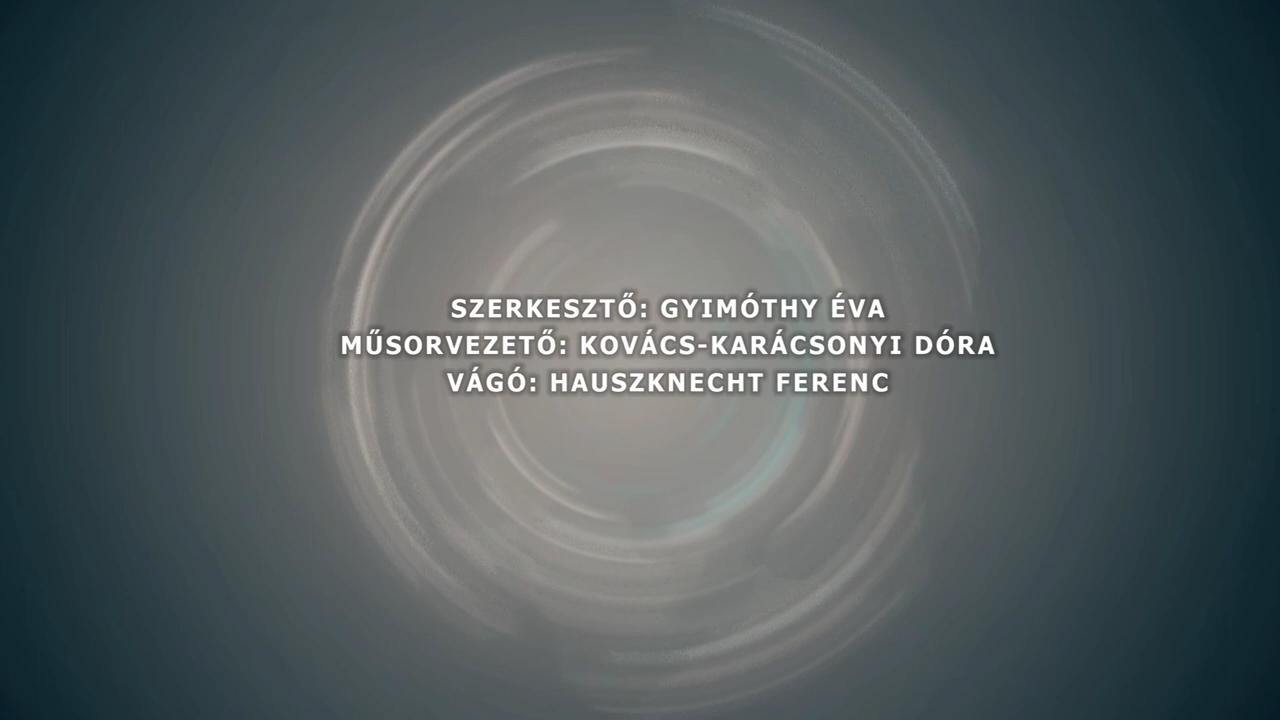 SZERKESZTŐ: GYIMÓTHY ÉVA
MŰSORVEZETŐ: KOVÁCS-KARÁCSONYI DÓRA
VÁGÓ: HAUSZKNECHT FERENC